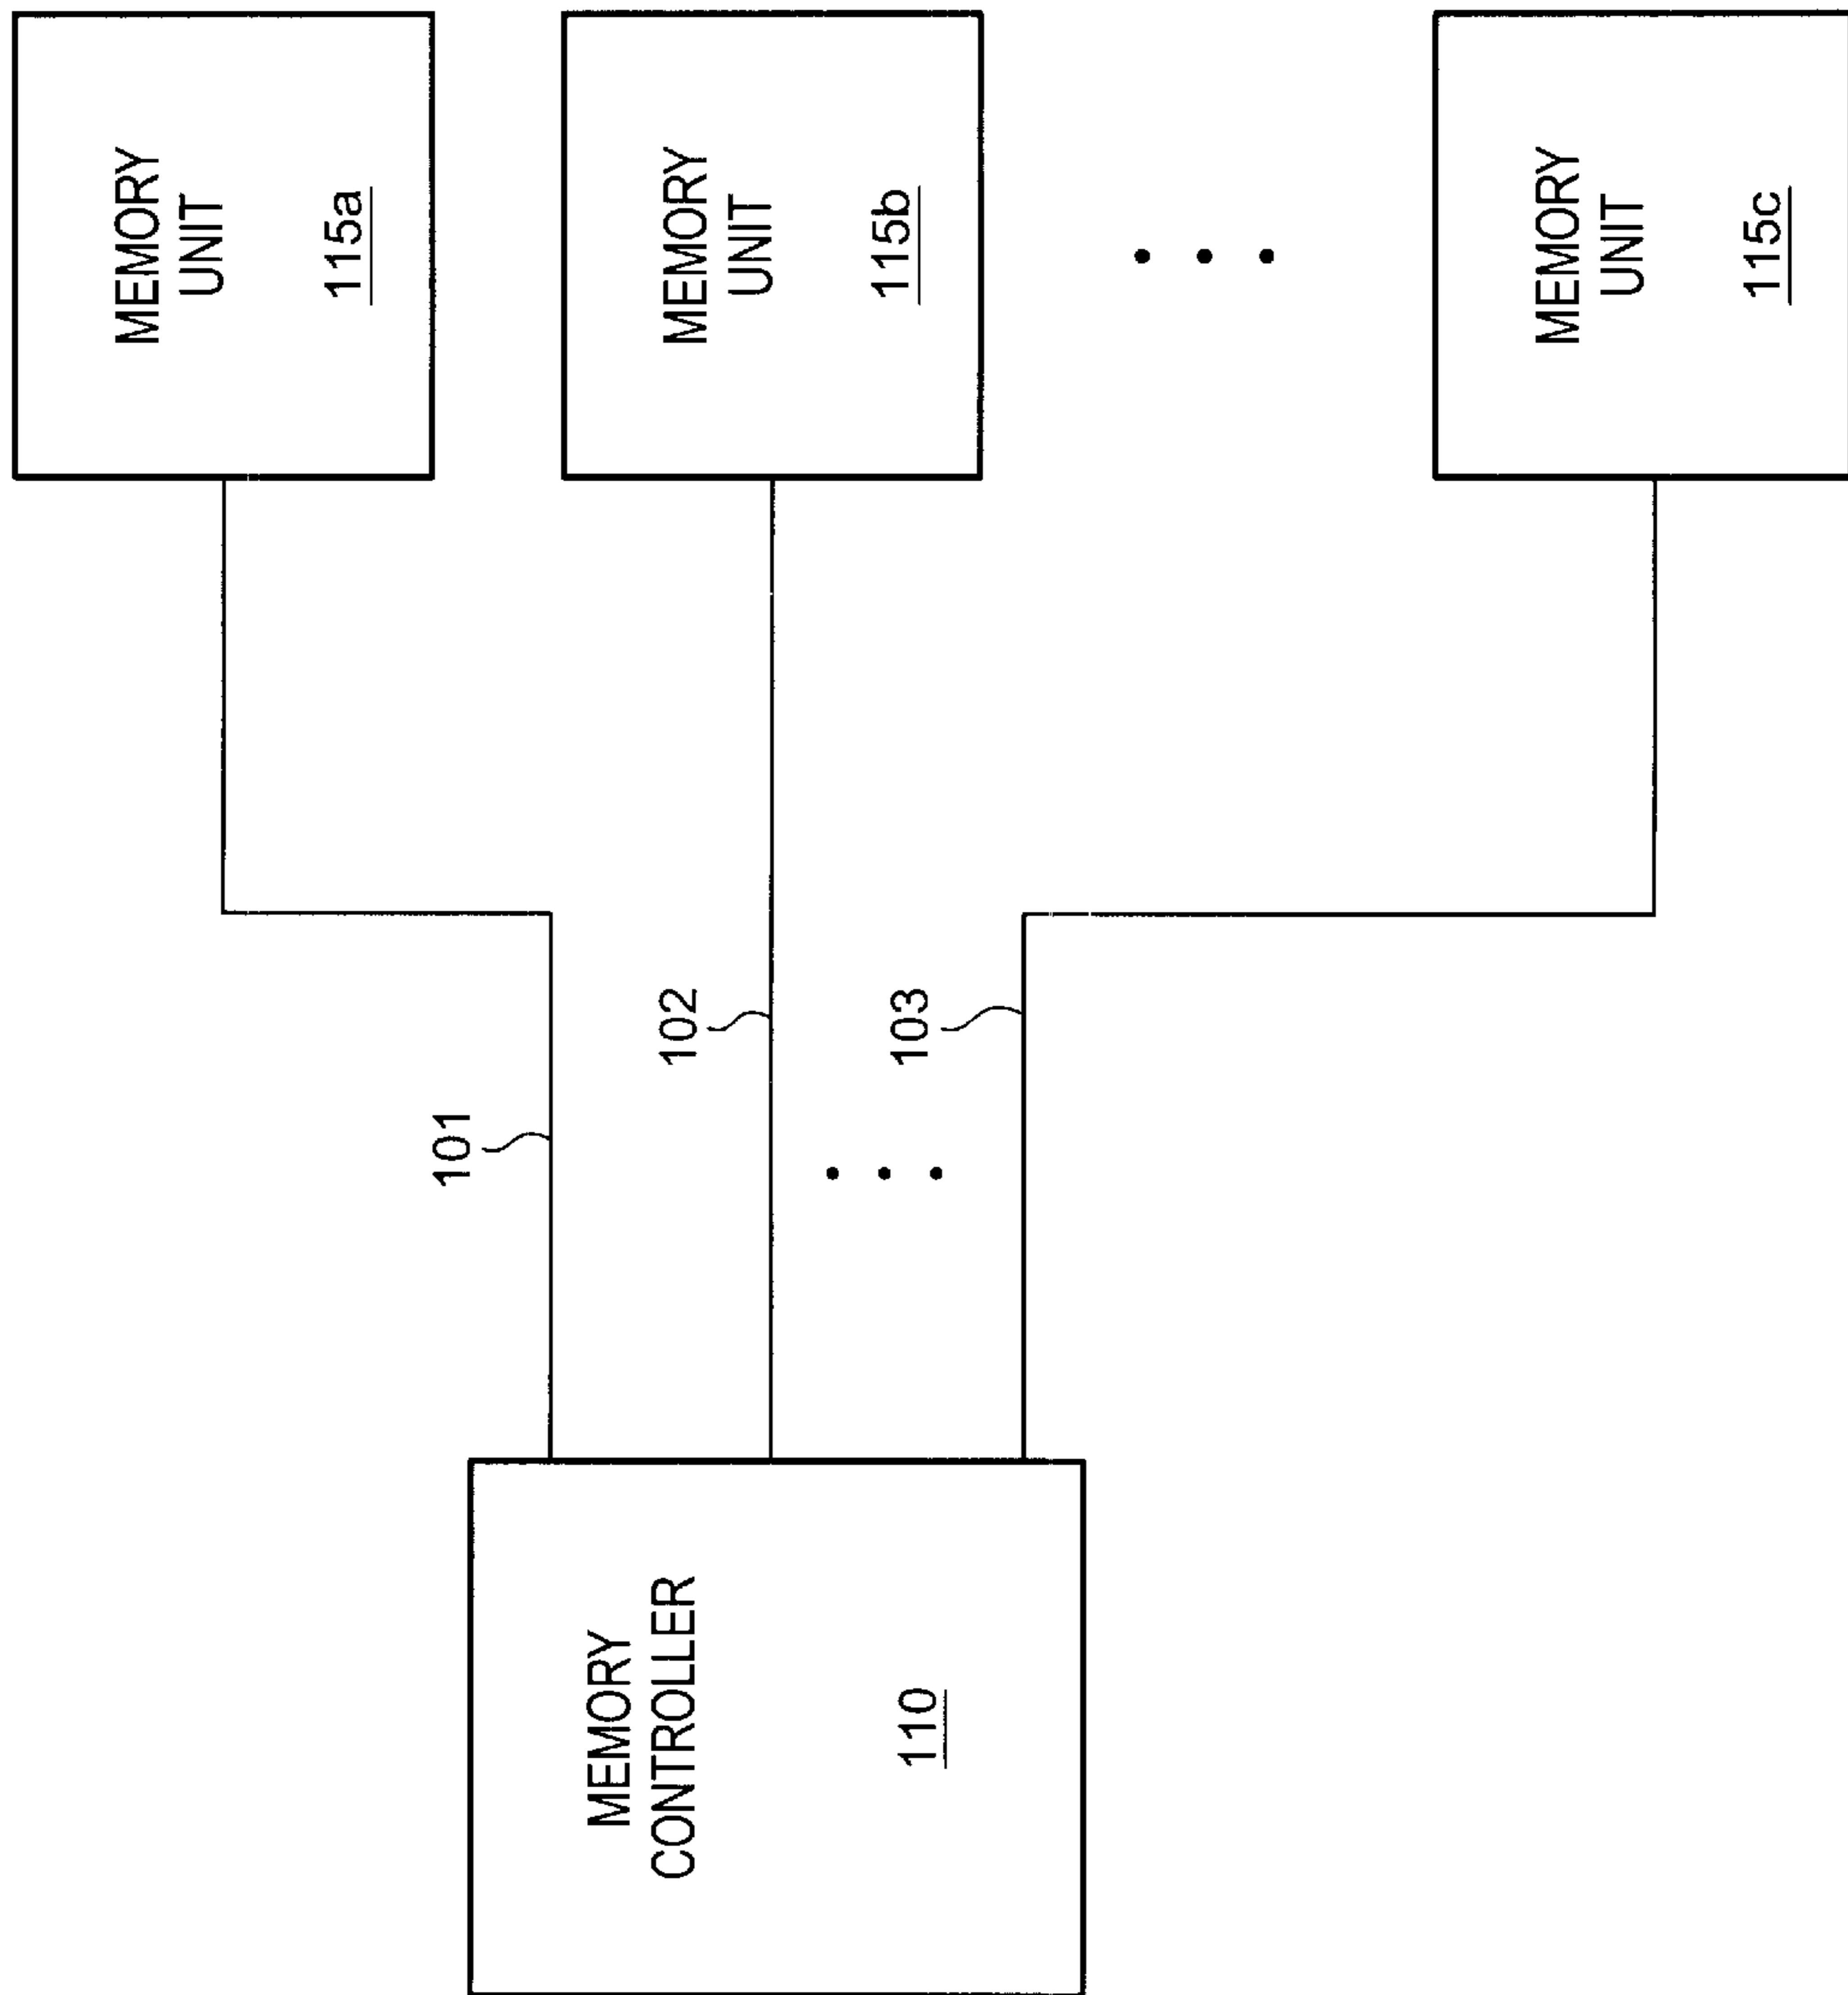 MEMORY
UNIT
115a
MEMORY
UNIT
115b
MEMORY
UNIT
115c
101
102
103
MEMORY
CONTROLLER
110